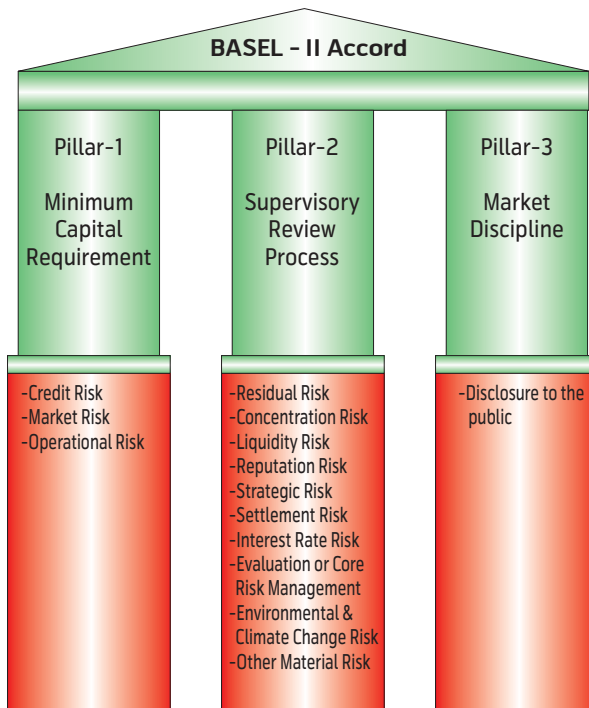 BASEL - II Accord
Pillar-1
Minimum
Capital
Requirement
-Credit Risk
-Market Risk
-Operational Risk
Pillar-2
Supervisory
Review
Process
-Residual Risk
-Concentration Risk
-Liquidity Risk
-Reputation Risk
-Strategic Risk
-Settlement Risk
-Interest Rate Risk
-Evaluation or Core
Risk Management
-Environmental &
Climate Change Risk
-Other Material Risk
Pillar-3
Market
Discipline
-Disclosure to the
public